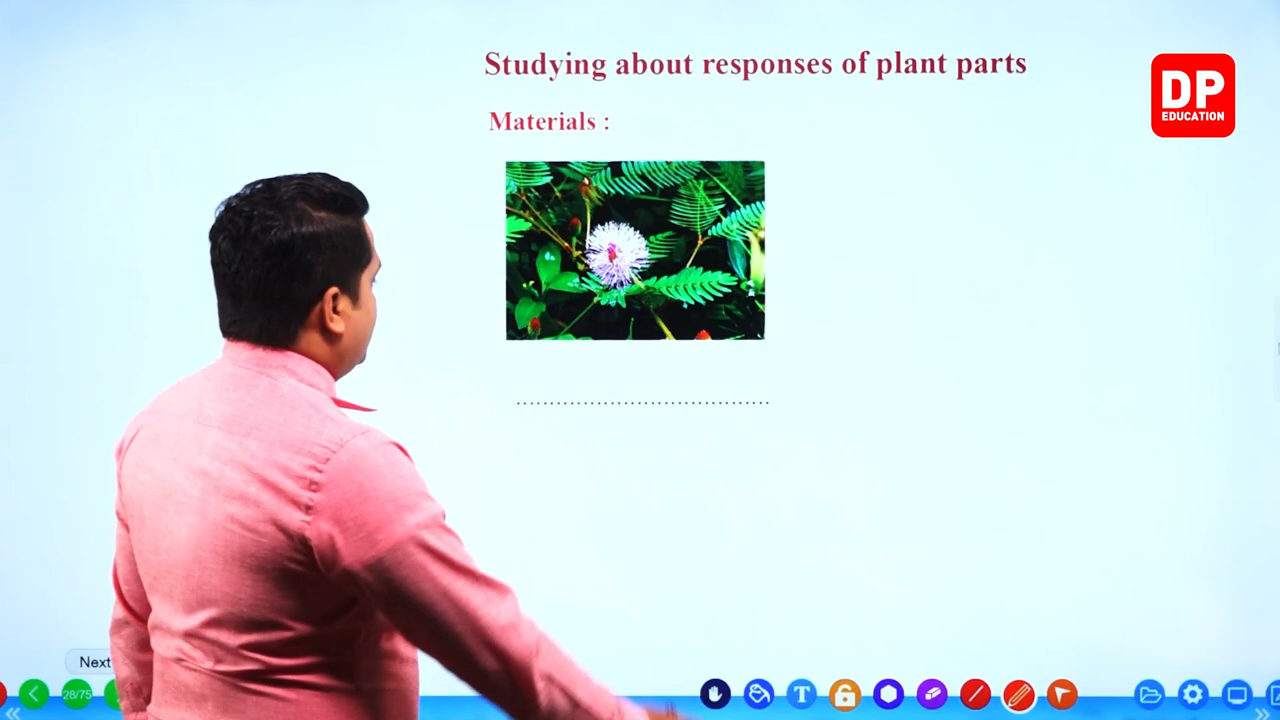 Studying about responses of plant parts
DP
EDUCATION
Materials :
....................................
Next
28/75
T